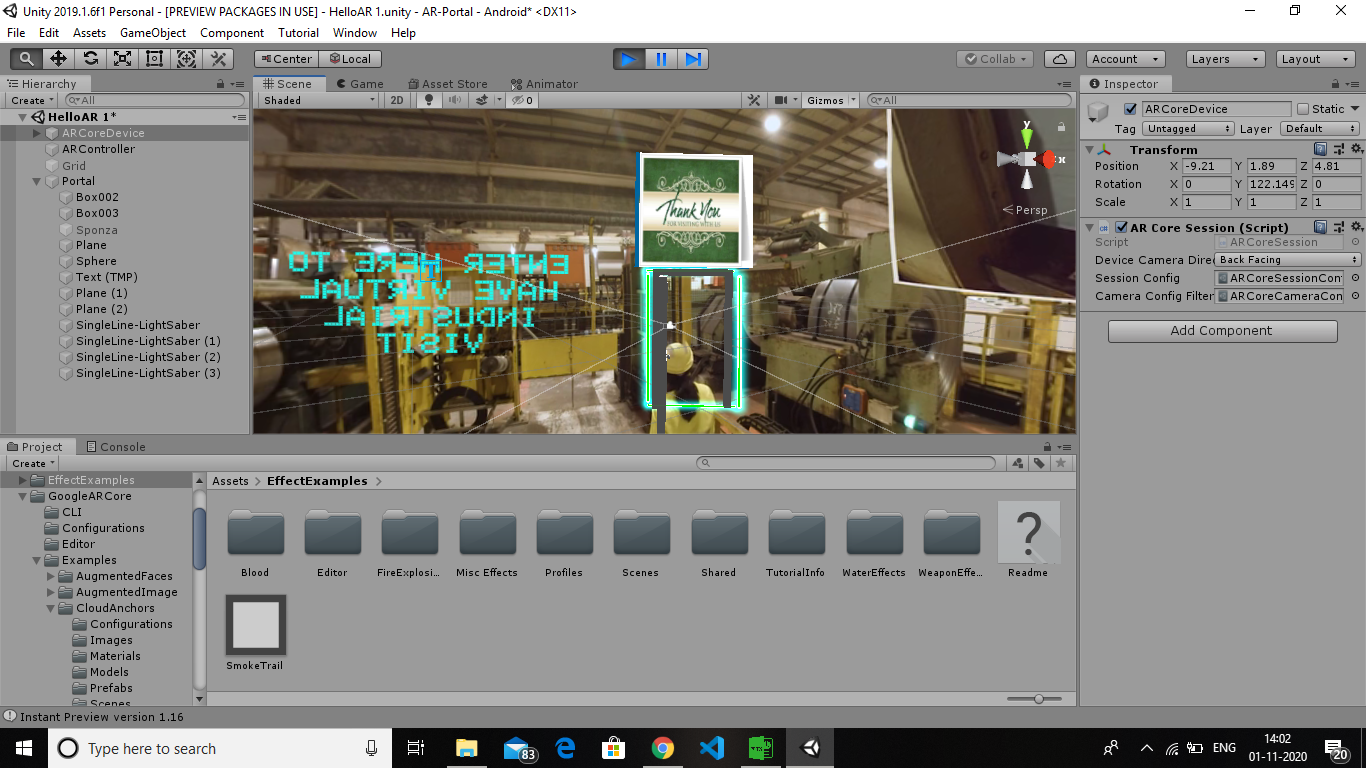 Unity 2019.1.6f1 Personal - [PREVIEW PACKAGES IN USE] - HelloAR 1.unity - AR-Portal - Android* <DX11>
File Edit Assets GameObject Component Tutorial Window Help
Center Local Collab Account Layers Layout
Hierarchy
Create All
HelloAR 1*
ARCoreDevice
ARController
Grid
Portal
Box002
Box003
Sponza
Plane
Sphere
Text (TMP)
Plane (1)
Plane (2)
SingleLine-LightSaber
SingleLine-LightSaber (1)
SingleLine-LightSaber (2)
SingleLine-LightSaber (3)
Scene Game Asset Store Animator
Shaded 2D 0 Gizmos All
y
x
Persp
Thank You
FOR VISITING WITH US
ENTER HERE TO
HAVE VIRTUAL
INDUSTRIAL
VISIT
Inspector
ARCoreDevice Static
Tag Untagged Layer Default
Transform
Position X -9.21 Y 1.89 Z 4.81
Rotation X 0 Y 122.149 Z 0
Scale X 1 Y 1 Z 1
AR Core Session (Script)
Script ARCoreSession
Device Camera Direc Back Facing
Session Config ARCoreSessionConf
Camera Config Filter ARCoreCameraCon
Add Component
Project Console
Create
EffectExamples
GoogleARCore
CLI
Configurations
Editor
Examples
AugmentedFaces
AugmentedImage
CloudAnchors
Configurations
Images
Materials
Models
Prefabs
Scenes
Assets > EffectExamples >
Blood Editor FireExplosi... Misc Effects Profiles Scenes Shared TutorialInfo WaterEffects WeaponEffe... Readme
SmokeTrail
Instant Preview version 1.16
Type here to search
83
ENG
14:02
01-11-2020
20